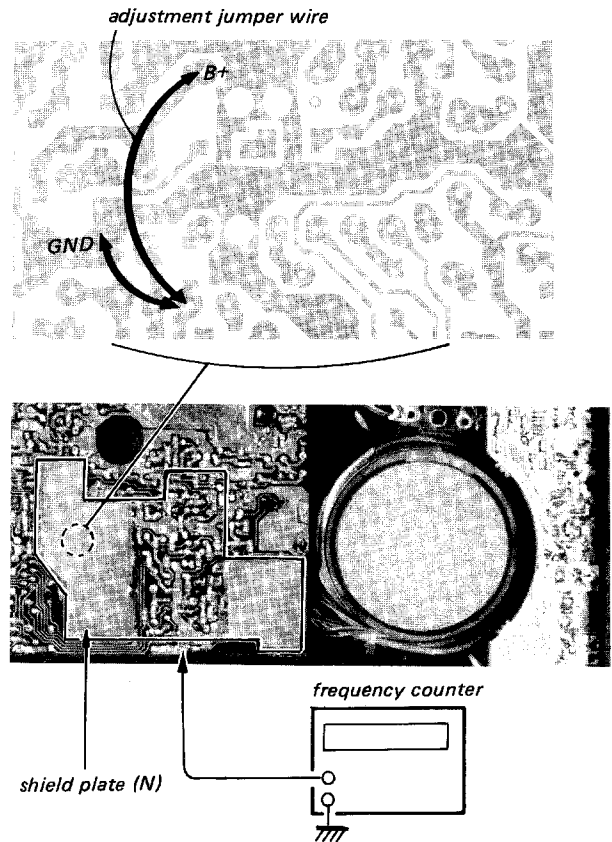 adjustment jumper wire
B+
GND
frequency counter
shield plate (N)